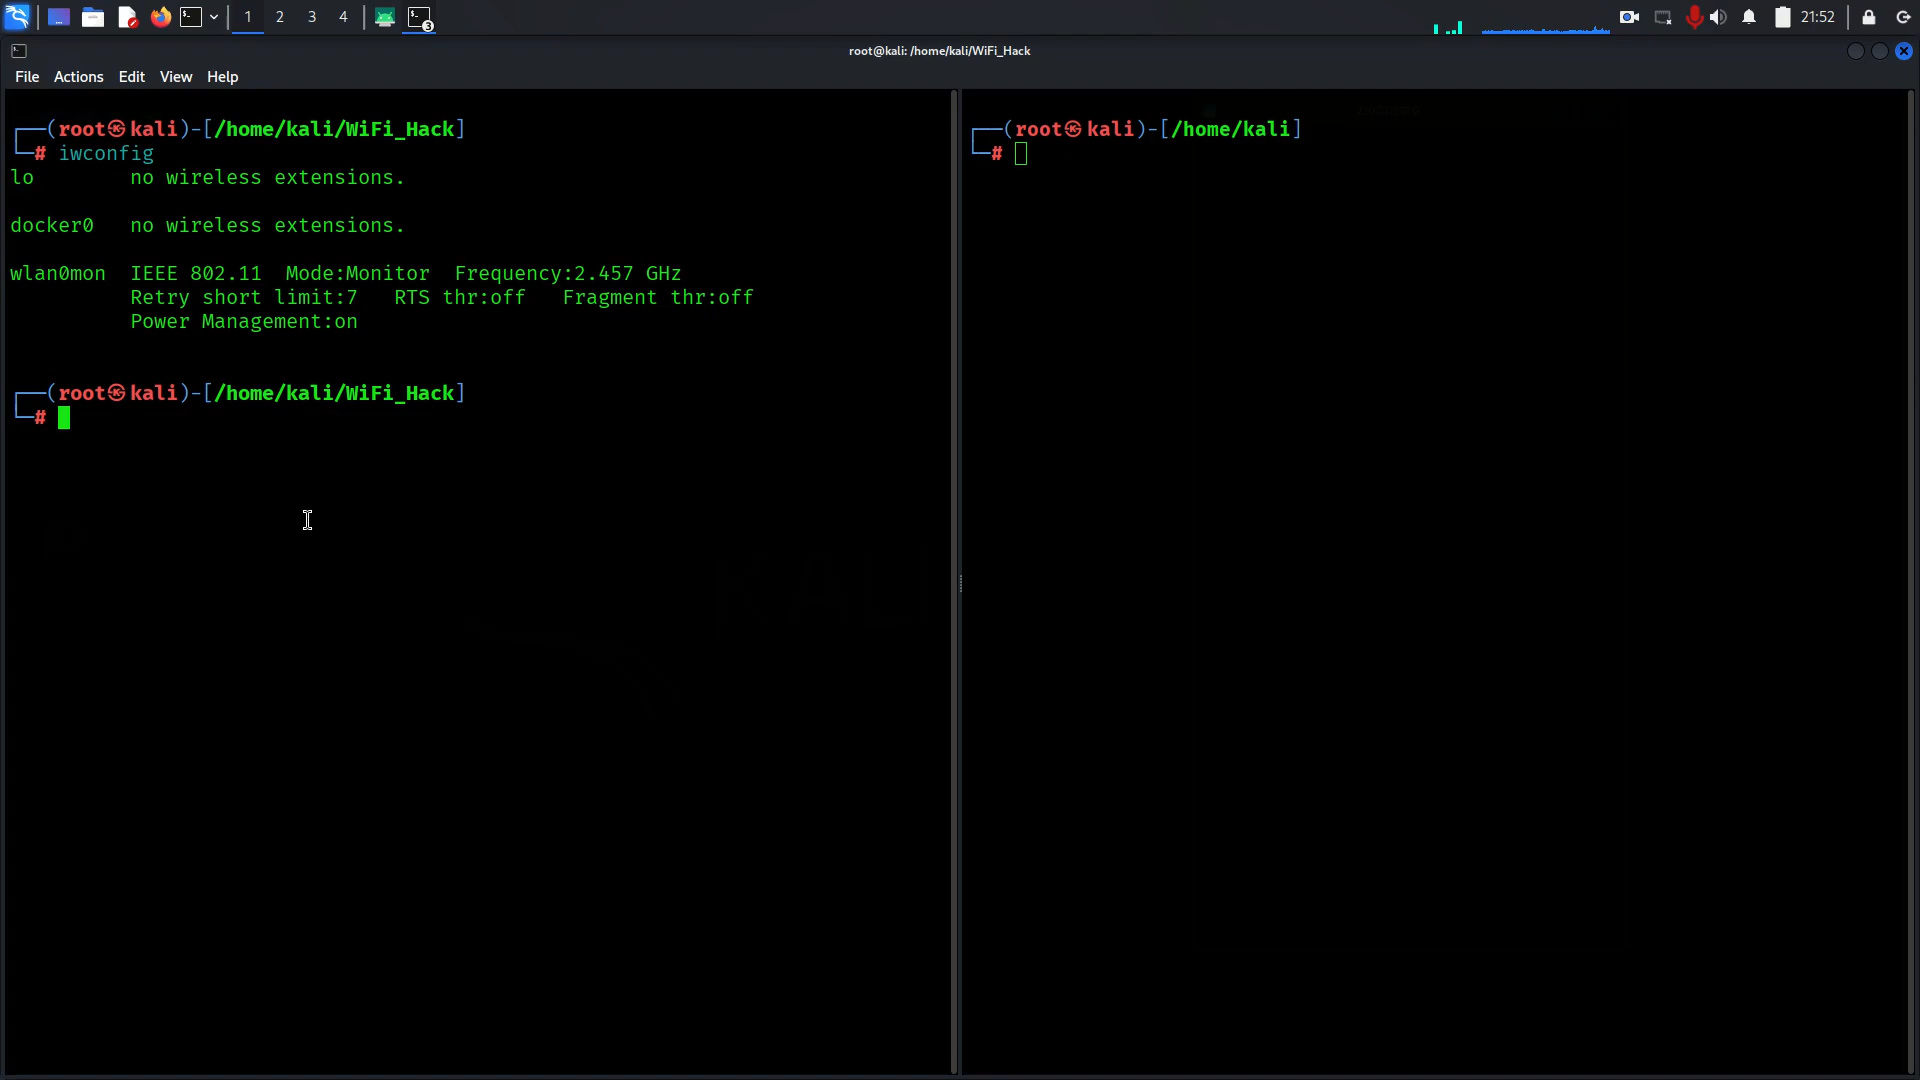 1 2 3 4 3 21:52
root@kali: /home/kali/WiFi_Hack
File Actions Edit View Help
┌──(root㉿kali)-[/home/kali/WiFi_Hack]
└─# iwconfig
lo        no wireless extensions.
docker0   no wireless extensions.
wlan0mon  IEEE 802.11  Mode:Monitor  Frequency:2.457 GHz
Retry short limit:7   RTS thr:off   Fragment thr:off
Power Management:on
┌──(root㉿kali)-[/home/kali/WiFi_Hack]
└─#
┌──(root㉿kali)-[/home/kali]
└─#